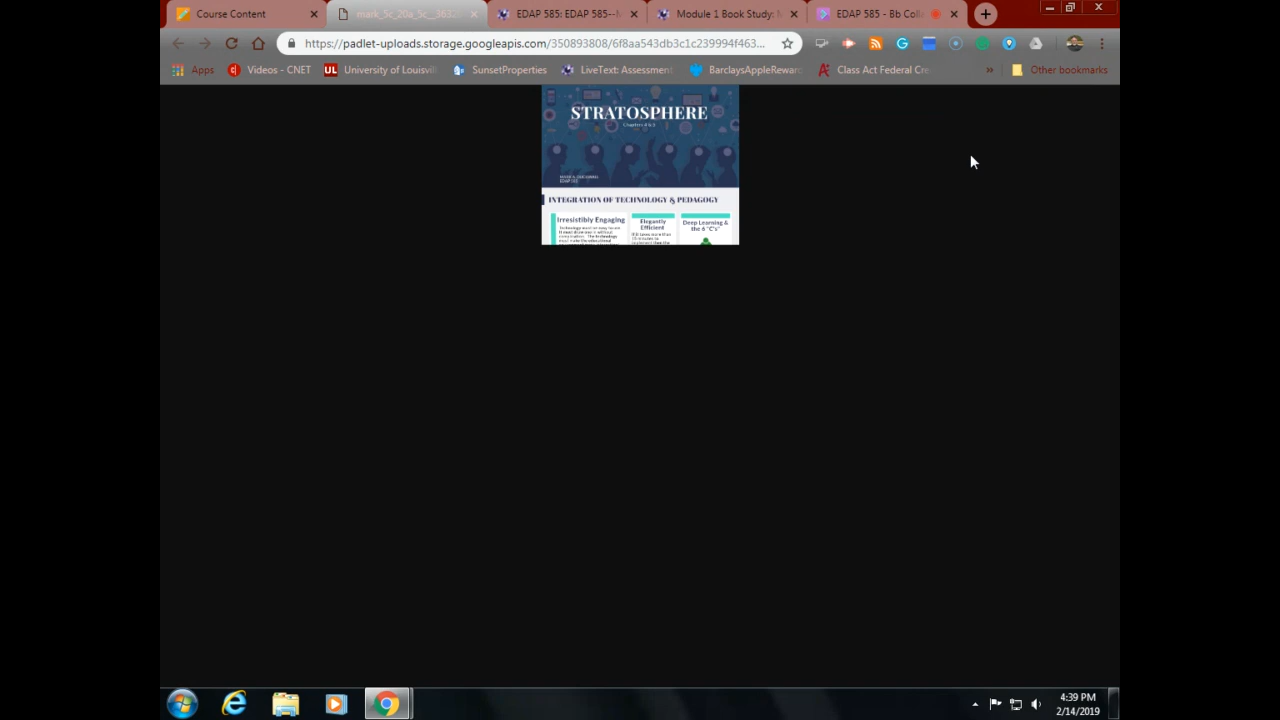 Course Content
EDAP 585: EDAP 585--
Module 1 Book Study:
EDAP 585 - Bb Coll
https://padlet-uploads.storage.googleapis.com/350893808/6f8aa543db3c1c239994f463...
Apps
Videos - CNET
University of Louisvill
SunsetProperties
LiveText: Assessment
BarclaysAppleRewar
Class Act Federal Cre
»
Other bookmarks
STRATOSPHERE
INTEGRATION OF TECHNOLOGY & PEDAGOGY
Irresistibly Engaging
Elegantly
Efficient
Deep Learning &
the 6 "C's"
4:39 PM
2/14/2019